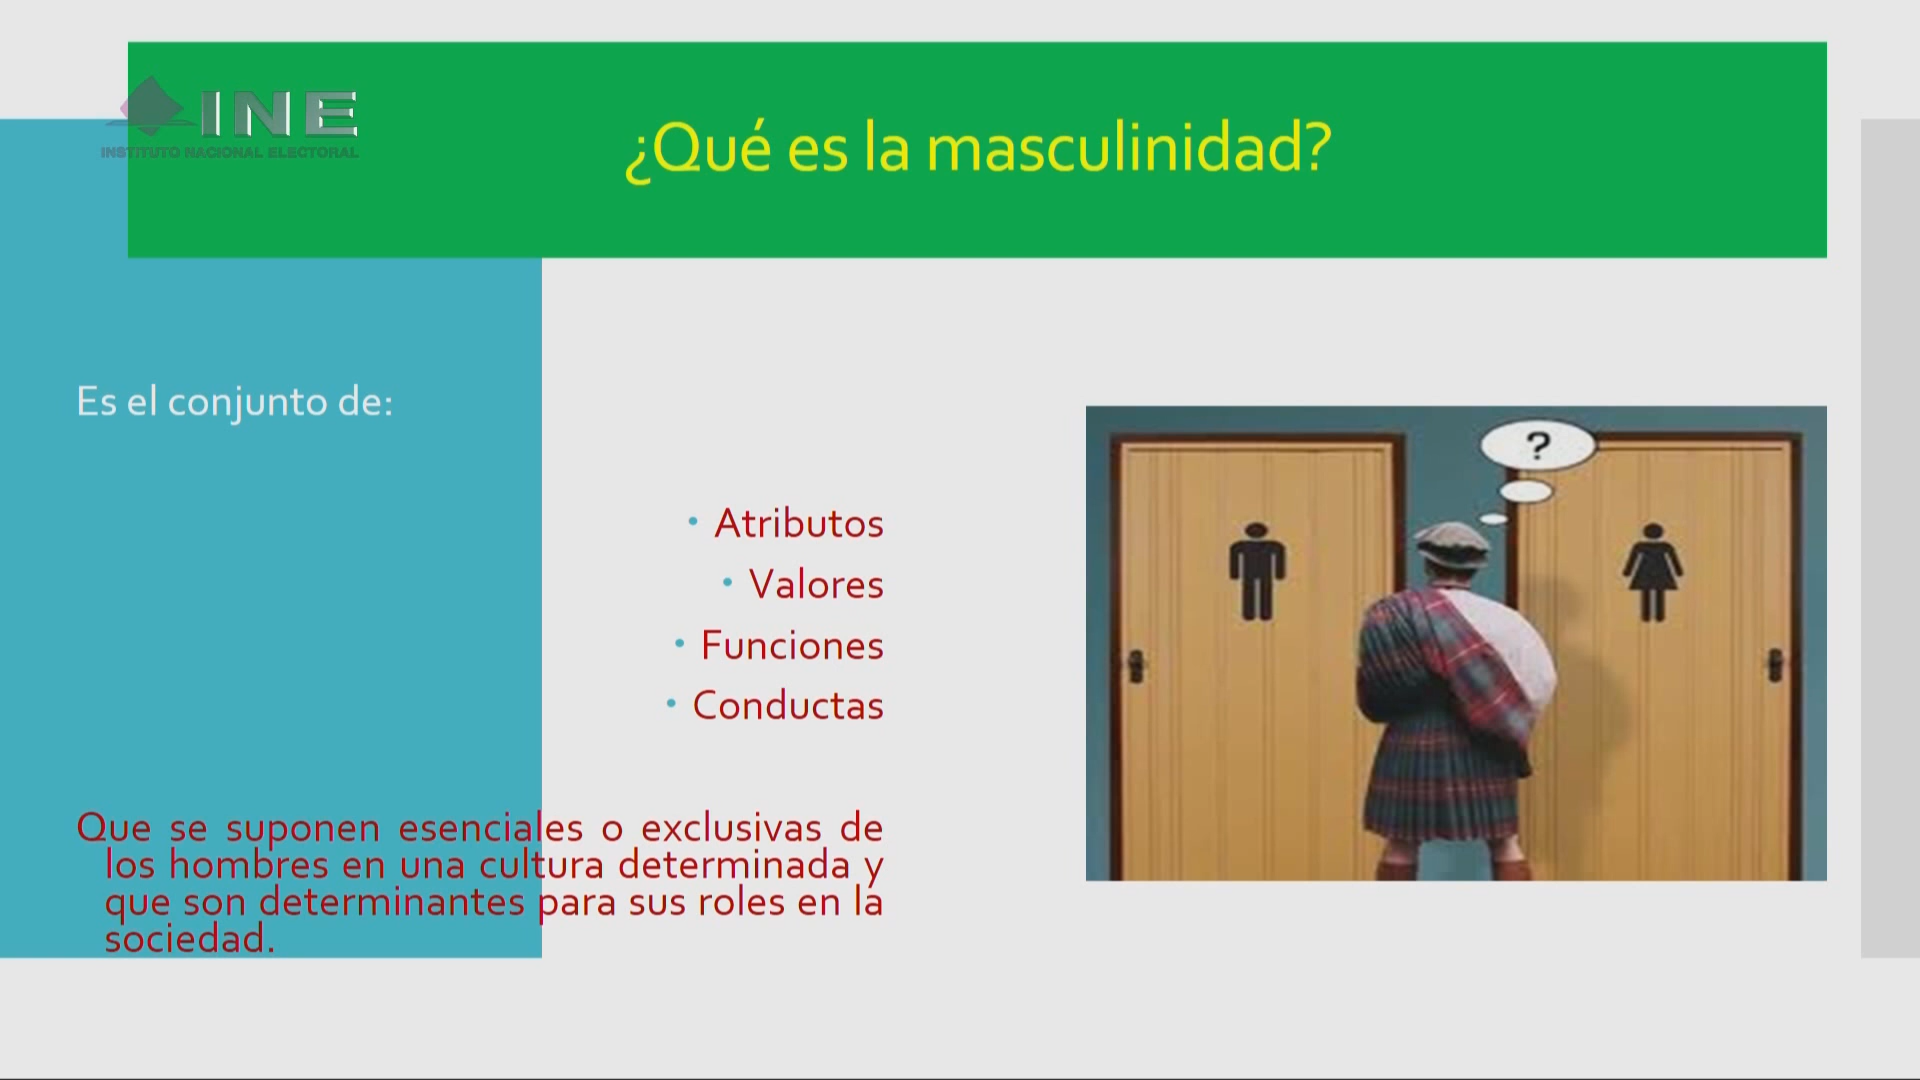 INE
INSTITUTO NACIONAL ELECTORAL
¿Qué es la masculinidad?
Es el conjunto de:
• Atributos
• Valores
• Funciones
• Conductas
?
Que se suponen esenciales o exclusivas de
los hombres en una cultura determinada y
que son determinantes para sus roles en la
sociedad.